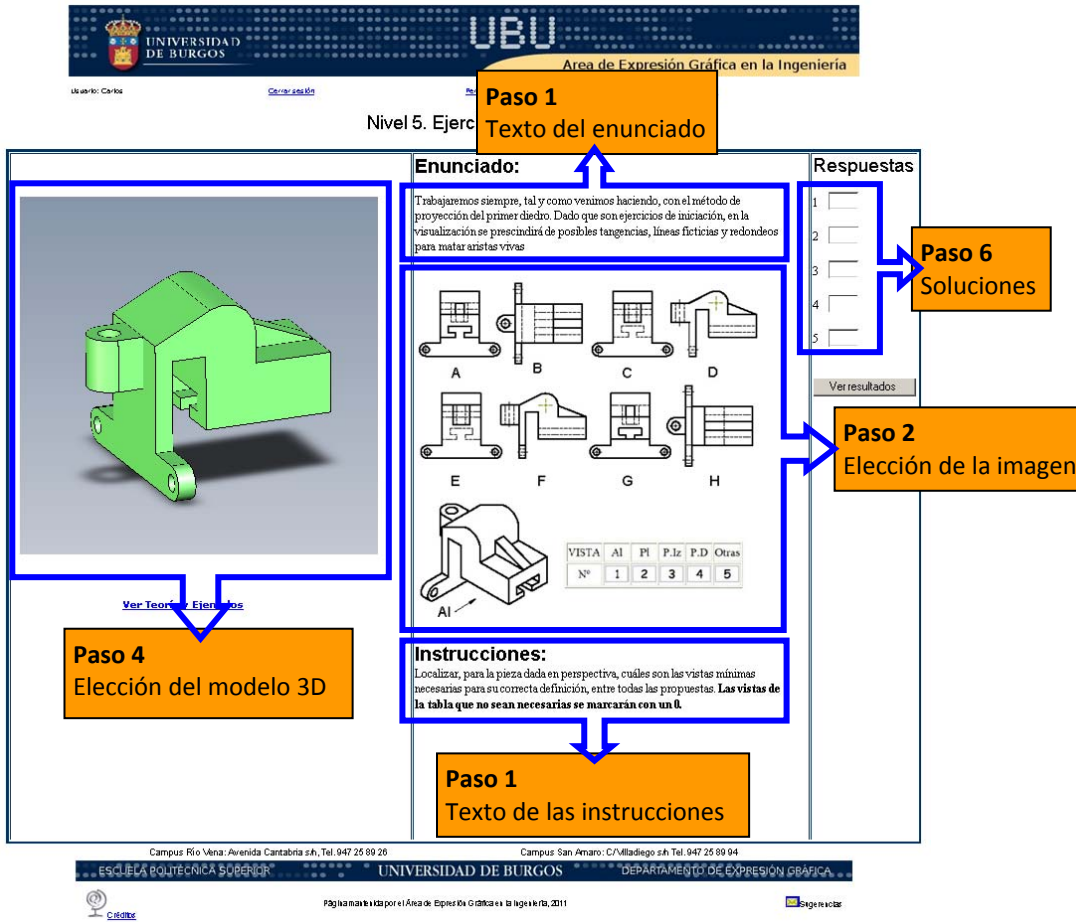 UNIVERSIDAD
DE BURGOS
UBU
Area de Expresión Gráfica en la Ingeniería
Usuario: Carlos
Cerrar sesión
Nivel 5. Ejerc
Paso 1
Texto del enunciado
Enunciado:
Trabajaremos siempre, tal y como venimos haciendo, con el método de
proyección del primer diedro. Dado que son ejercicios de iniciación, en la
visualización se prescindirá de posibles tangencias, líneas ficticias y redondeos
para matar aristas vivas
Respuestas
1
2
3
4
5
Paso 6
Soluciones
Ver resultados
A
B
C
D
E
F
G
H
Paso 2
Elección de la imagen
VISTA Al Pl P.Iz P.D Otras
Nº 1 2 3 4 5
Al
Ver Teoría y Ejemplos
Paso 4
Elección del modelo 3D
Instrucciones:
Localizar, para la pieza dada en perspectiva, cuáles son las vistas mínimas
necesarias para su correcta definición, entre todas las propuestas. Las vistas de
la tabla que no sean necesarias se marcarán con un 0.
Paso 1
Texto de las instrucciones
Campus Río Vena: Avenida Cantabria s/n, Tel. 947 25 89 26
Campus San Amaro: C/Villadiego s/n Tel. 947 25 89 94
ESCUELA POLITÉCNICA SUPERIOR
UNIVERSIDAD DE BURGOS
DEPARTAMENTO DE EXPRESIÓN GRÁFICA
Créditos
Página mantenida por el Área de Expresión Gráfica en la Ingeniería, 2011
Sugerencias